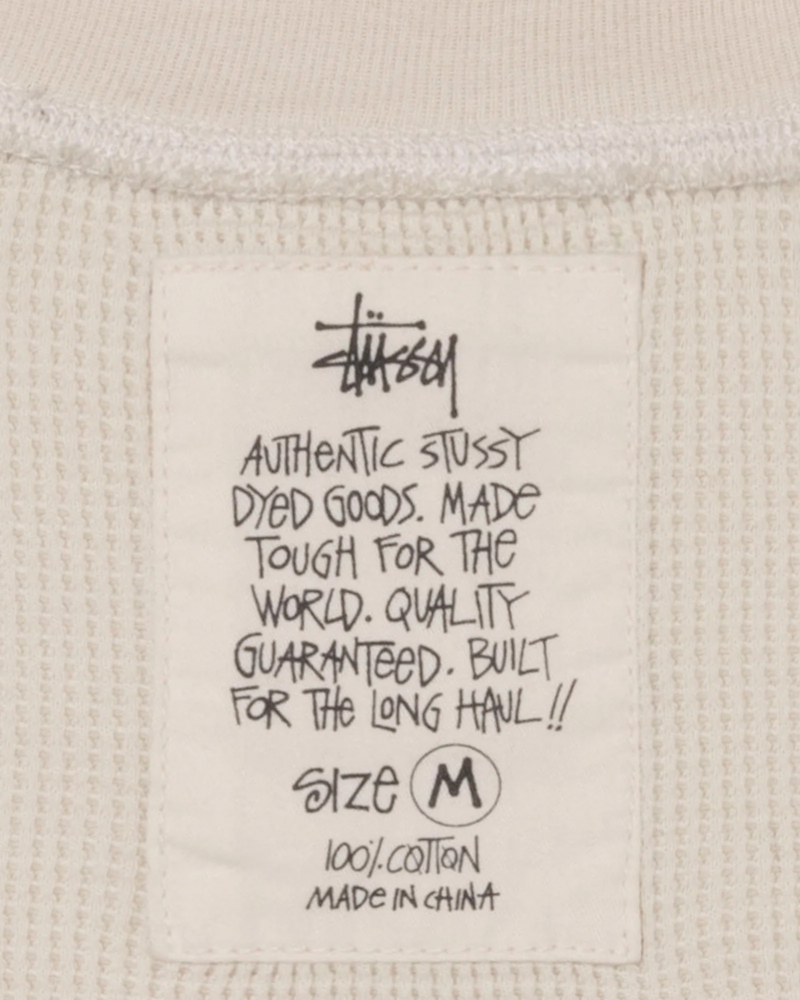 Stüssy
AUTHENTIC STUSSY
DYED GOODS. MADE
TOUGH FOR THE
WORLD. QUALITY
GUARANTEED. BUILT
FOR THE LONG HAUL!!
SIZE M
100%. COTTON
MADE IN CHINA